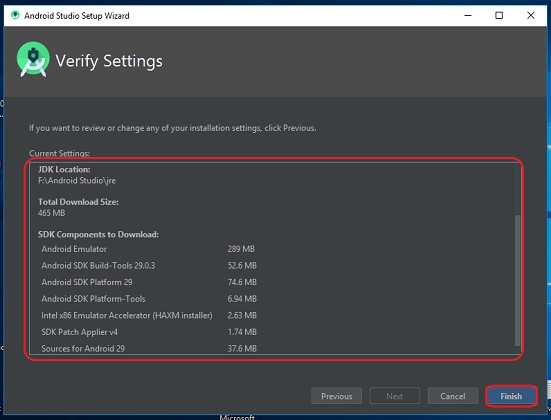 Android Studio Setup Wizard
Verify Settings
If you want to review or change any of your installation settings, click Previous.
Current Settings:
JDK Location:
F:\Android Studio\jre
Total Download Size:
465 MB
SDK Components to Download:
Android Emulator 289 MB
Android SDK Build-Tools 29.0.3 52.6 MB
Android SDK Platform 29 74.6 MB
Android SDK Platform-Tools 6.94 MB
Intel x86 Emulator Accelerator (HAXM installer) 2.63 MB
SDK Patch Applier v4 1.74 MB
Sources for Android 29 37.6 MB
Previous Next Cancel Finish
Microsoft